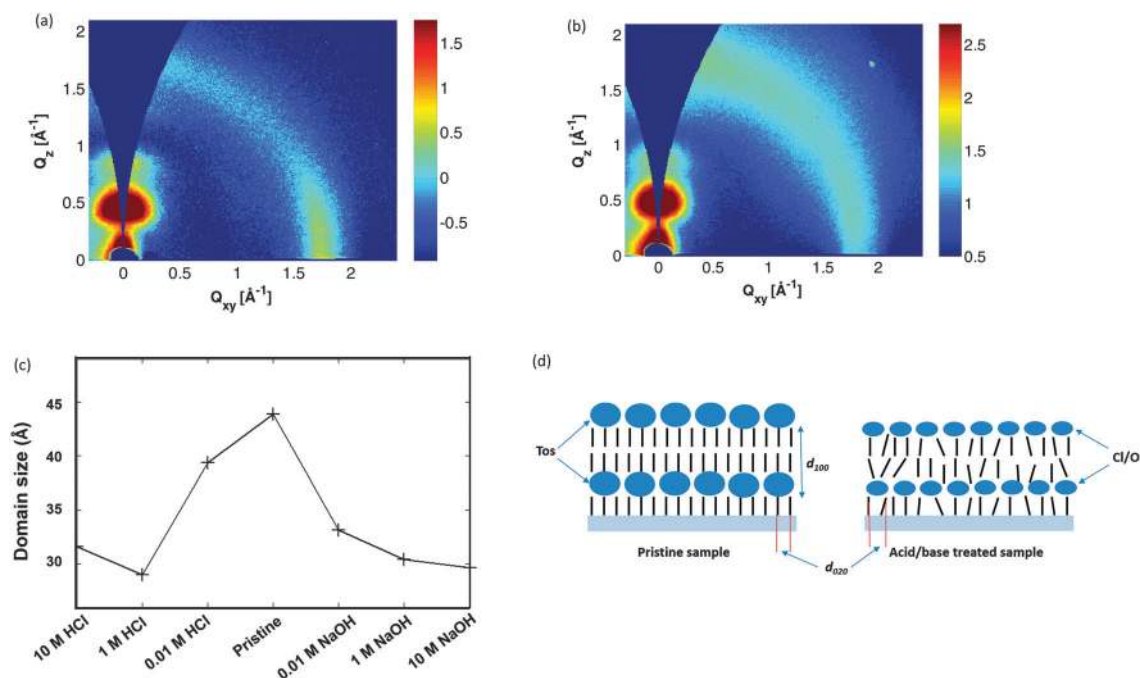 (a)
2
1.5
1
0.5
0
Q_z [Å⁻¹]
0 0.5 1 1.5 2
Q_xy [Å⁻¹]
1.5
1
0.5
0
-0.5
(b)
2
1.5
1
0.5
0
Q_z [Å⁻¹]
0 0.5 1 1.5 2
Q_xy [Å⁻¹]
2.5
2
1.5
1
0.5
(c)
45
40
35
30
Domain size (Å)
10 M HCl
1 M HCl
0.01 M HCl
Pristine
0.01 M NaOH
1 M NaOH
10 M NaOH
(d)
Tos
d100
Cl/O
Pristine sample
Acid/base treated sample
d020